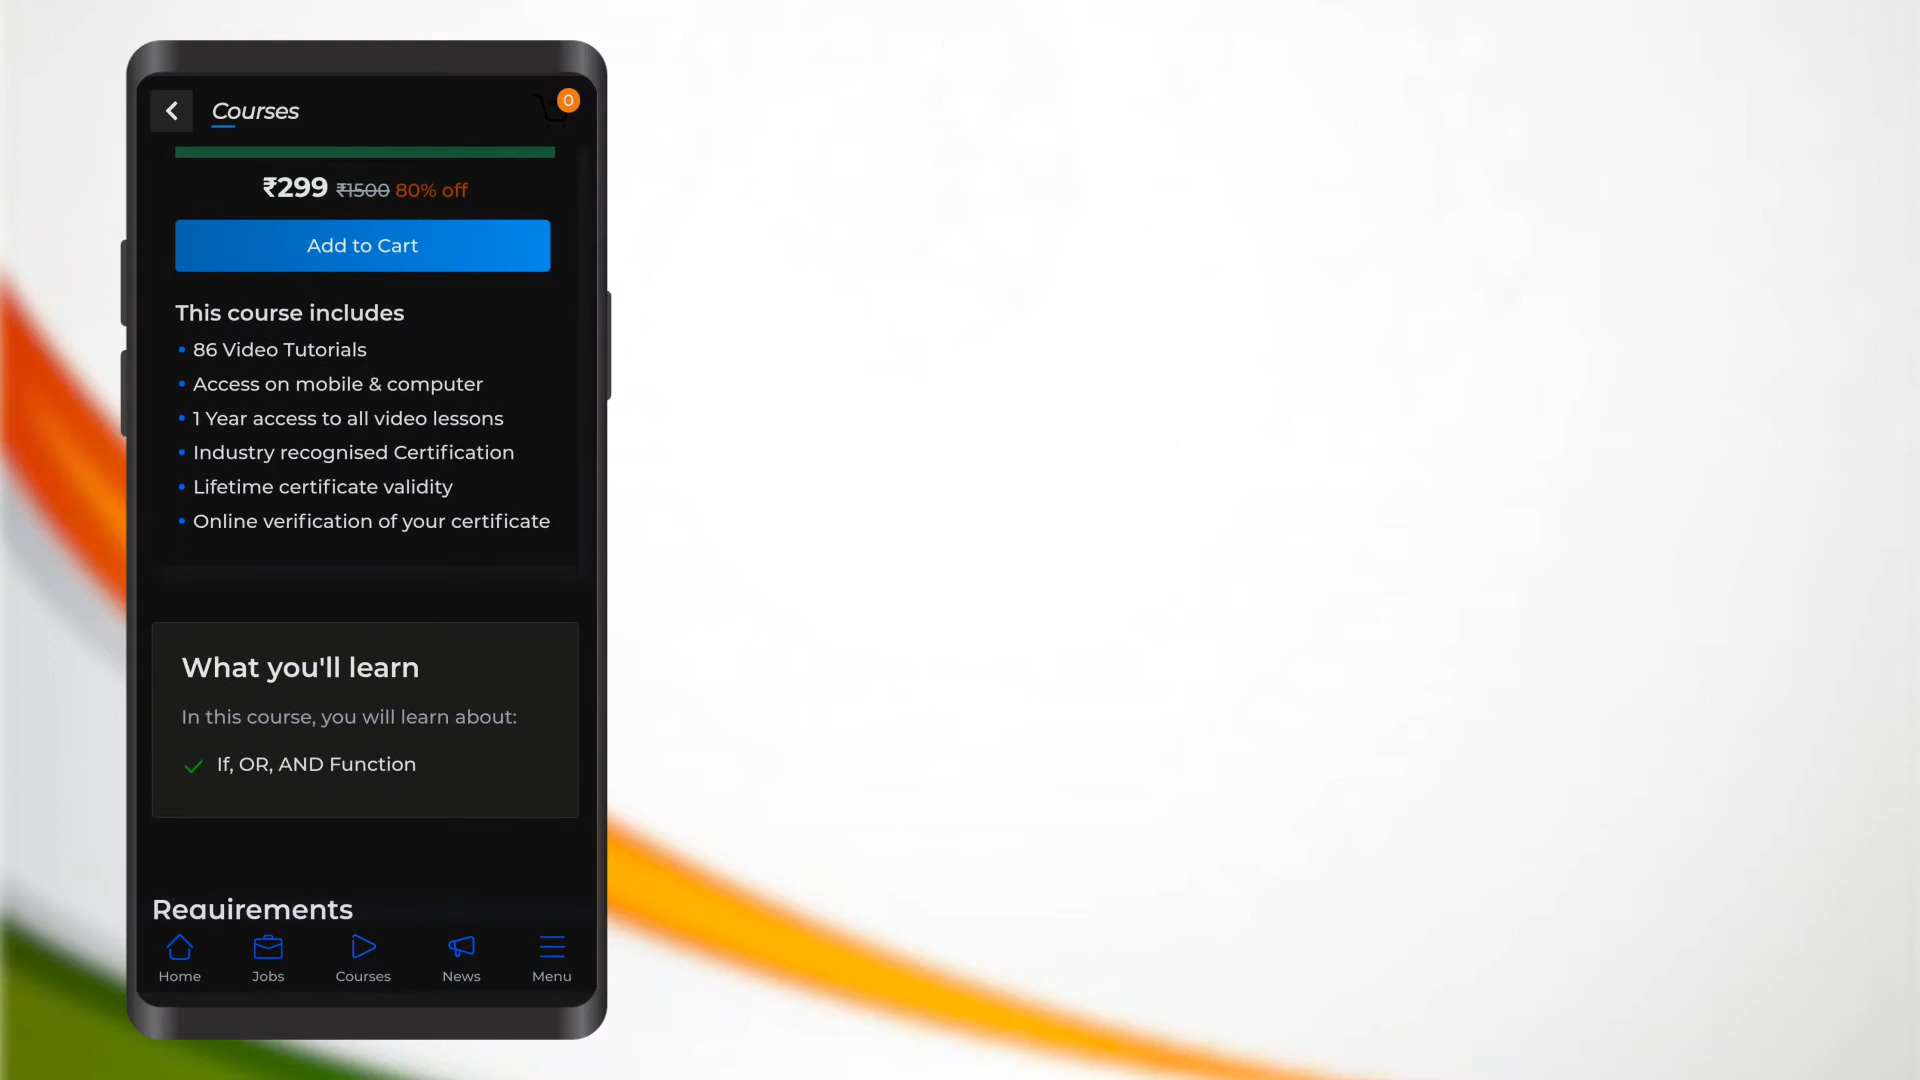 Courses
0
₹299 ₹1500 80% off
Add to Cart
This course includes
• 86 Video Tutorials
• Access on mobile & computer
• 1 Year access to all video lessons
• Industry recognised Certification
• Lifetime certificate validity
• Online verification of your certificate
What you'll learn
In this course, you will learn about:
If, OR, AND Function
Requirements
Home Jobs Courses News Menu